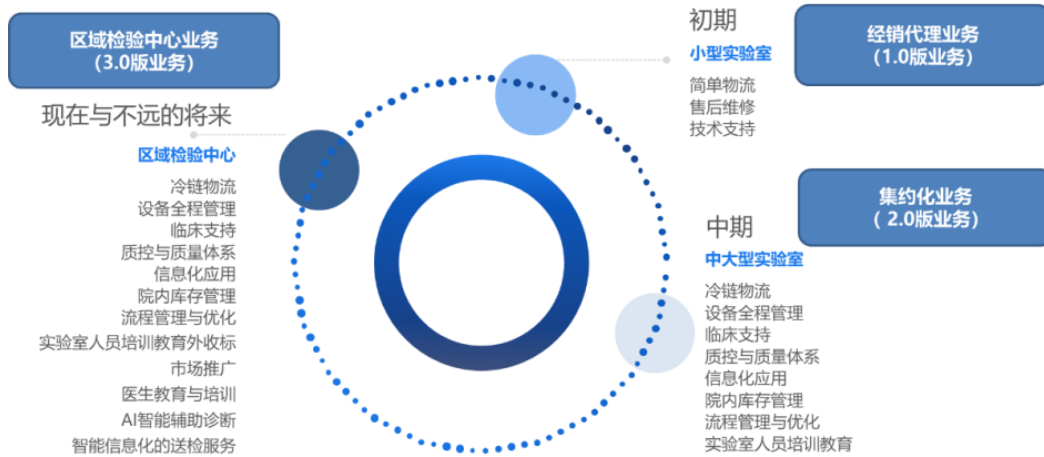 初期
小型实验室
简单物流
售后维修
技术支持
经销代理业务
（1.0版业务）
中期
中大型实验室
冷链物流
设备全程管理
临床支持
质控与质量体系
信息化应用
院内库存管理
流程管理与优化
实验室人员培训教育
集约化业务
（ 2.0版业务）
区域检验中心业务
（3.0版业务）
现在与不远的将来
区域检验中心
冷链物流
设备全程管理
临床支持
质控与质量体系
信息化应用
院内库存管理
流程管理与优化
实验室人员培训教育外收标
市场推广
医生教育与培训
AI智能辅助诊断
智能信息化的送检服务